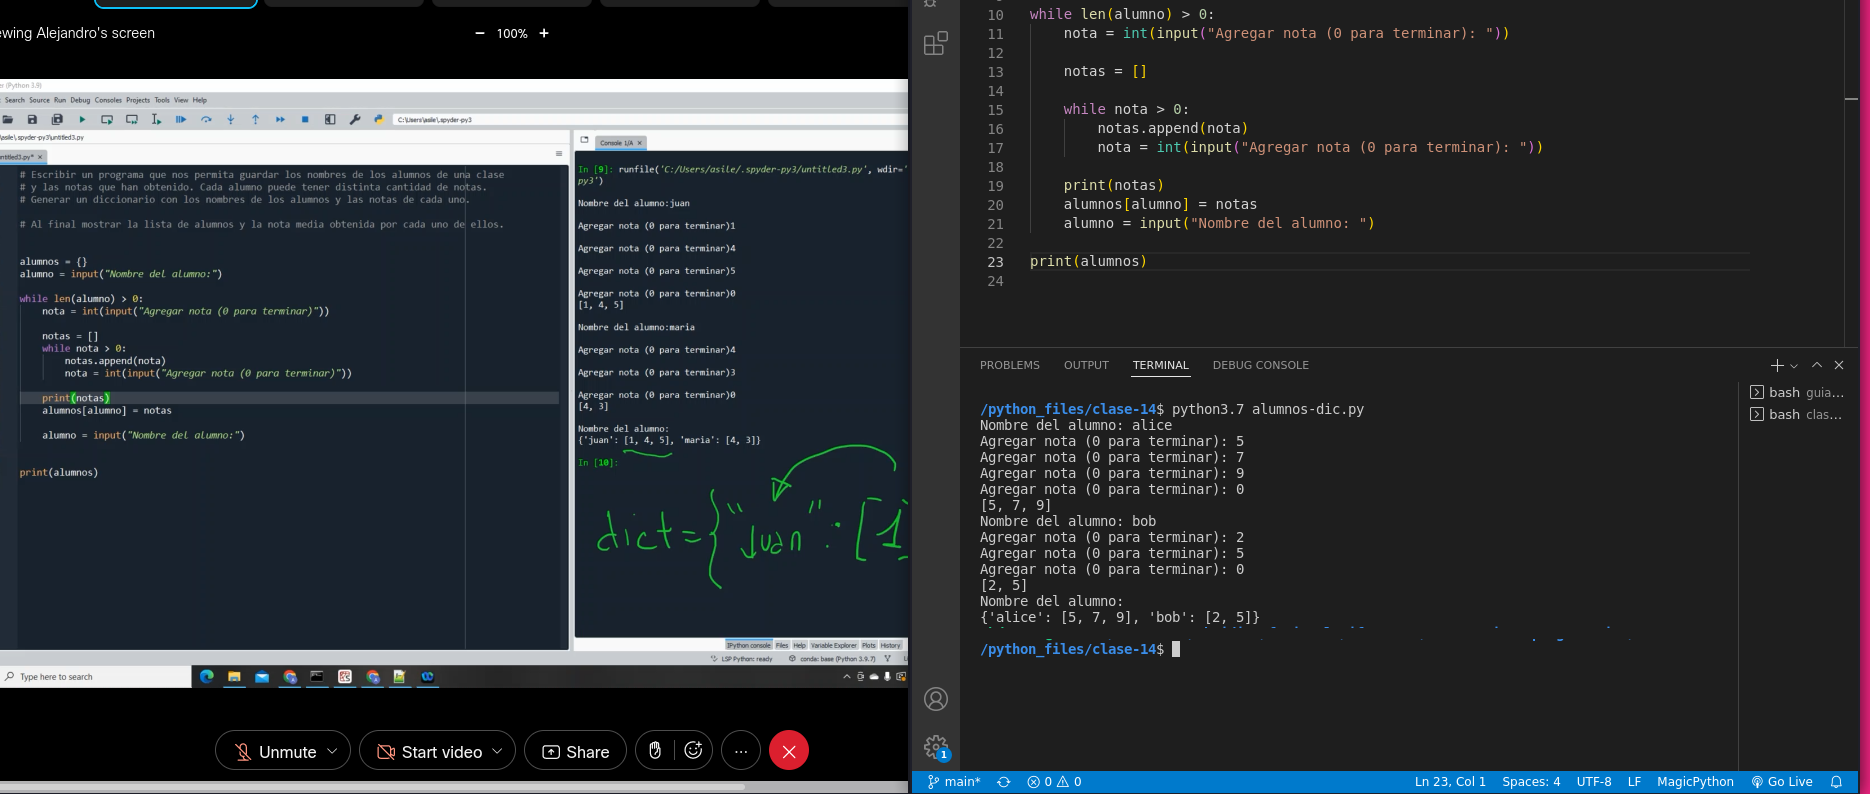 ewing Alejandro's screen
100%
er (Python 3.9)
Search Source Run Debug Consoles Projects Tools View Help
C:\Users\asile\.spyder-py3
asile\.spyder-py3\untitled3.py
ntitled3.py*
# Escribir un programa que nos permita guardar los nombres de los alumnos de una clase
# y las notas que han obtenido. Cada alumno puede tener distinta cantidad de notas.
# Generar un diccionario con los nombres de los alumnos y las notas de cada uno.
# Al final mostrar la lista de alumnos y la nota media obtenida por cada uno de ellos.
alumnos = {}
alumno = input("Nombre del alumno:")
while len(alumno) > 0:
nota = int(input("Agregar nota (0 para terminar)"))
notas = []
while nota > 0:
notas.append(nota)
nota = int(input("Agregar nota (0 para terminar)"))
print(notas)
alumnos[alumno] = notas
alumno = input("Nombre del alumno:")
print(alumnos)
Console 1/A
In [9]: runfile('C:/Users/asile/.spyder-py3/untitled3.py', wdir='
py3')
Nombre del alumno:juan
Agregar nota (0 para terminar)1
Agregar nota (0 para terminar)4
Agregar nota (0 para terminar)5
Agregar nota (0 para terminar)0
[1, 4, 5]
Nombre del alumno:maria
Agregar nota (0 para terminar)4
Agregar nota (0 para terminar)3
Agregar nota (0 para terminar)0
[4, 3]
Nombre del alumno:
{'juan': [1, 4, 5], 'maria': [4, 3]}
In [10]:
dict={"Juan":[1
IPython console Files Help Variable Explorer Plots History
LSP Python: ready conda: base (Python 3.9.7)
Type here to search
Unmute Start video Share
10 while len(alumno) > 0:
11 nota = int(input("Agregar nota (0 para terminar): "))
12
13 notas = []
14
15 while nota > 0:
16 notas.append(nota)
17 nota = int(input("Agregar nota (0 para terminar): "))
18
19 print(notas)
20 alumnos[alumno] = notas
21 alumno = input("Nombre del alumno: ")
22
23 print(alumnos)
24
PROBLEMS OUTPUT TERMINAL DEBUG CONSOLE
/python_files/clase-14$ python3.7 alumnos-dic.py
Nombre del alumno: alice
Agregar nota (0 para terminar): 5
Agregar nota (0 para terminar): 7
Agregar nota (0 para terminar): 9
Agregar nota (0 para terminar): 0
[5, 7, 9]
Nombre del alumno: bob
Agregar nota (0 para terminar): 2
Agregar nota (0 para terminar): 5
Agregar nota (0 para terminar): 0
[2, 5]
Nombre del alumno:
{'alice': [5, 7, 9], 'bob': [2, 5]}
/python_files/clase-14$
bash guia...
bash clas...
1
main* 0 0 Ln 23, Col 1 Spaces: 4 UTF-8 LF MagicPython Go Live